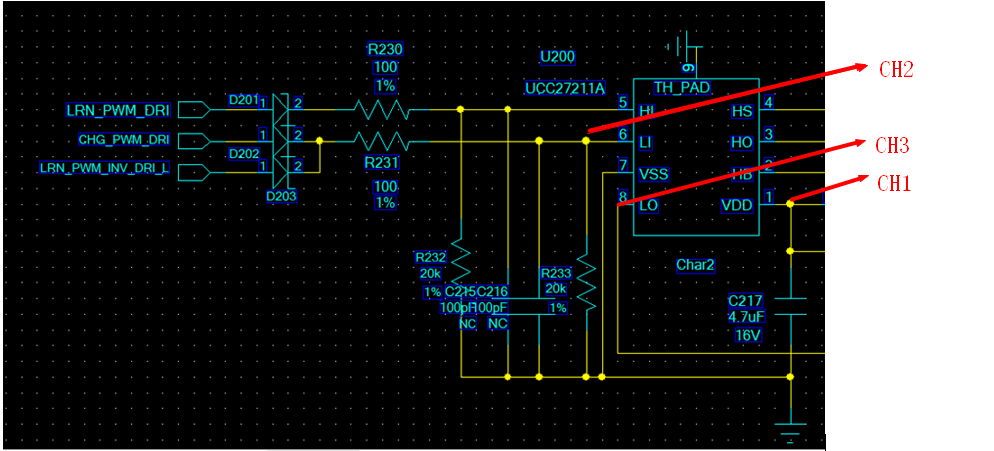 R230
100
1%
U200
UCC27211A
9
TH_PAD
CH2
LRN_PWM_DRI
D201
1
2
5
HI
HS
4
CHG_PWM_DRI
1
2
6
LI
HO
3
CH3
LRN_PWM_INV_DRI_L
D202
1
2
R231
7
VSS
HB
2
CH1
D203
100
1%
8
LO
VDD
1
R232
20k
1%
Char2
R233
20k
1%
C215
C216
100pF
100pF
NC
NC
C217
4.7uF
16V